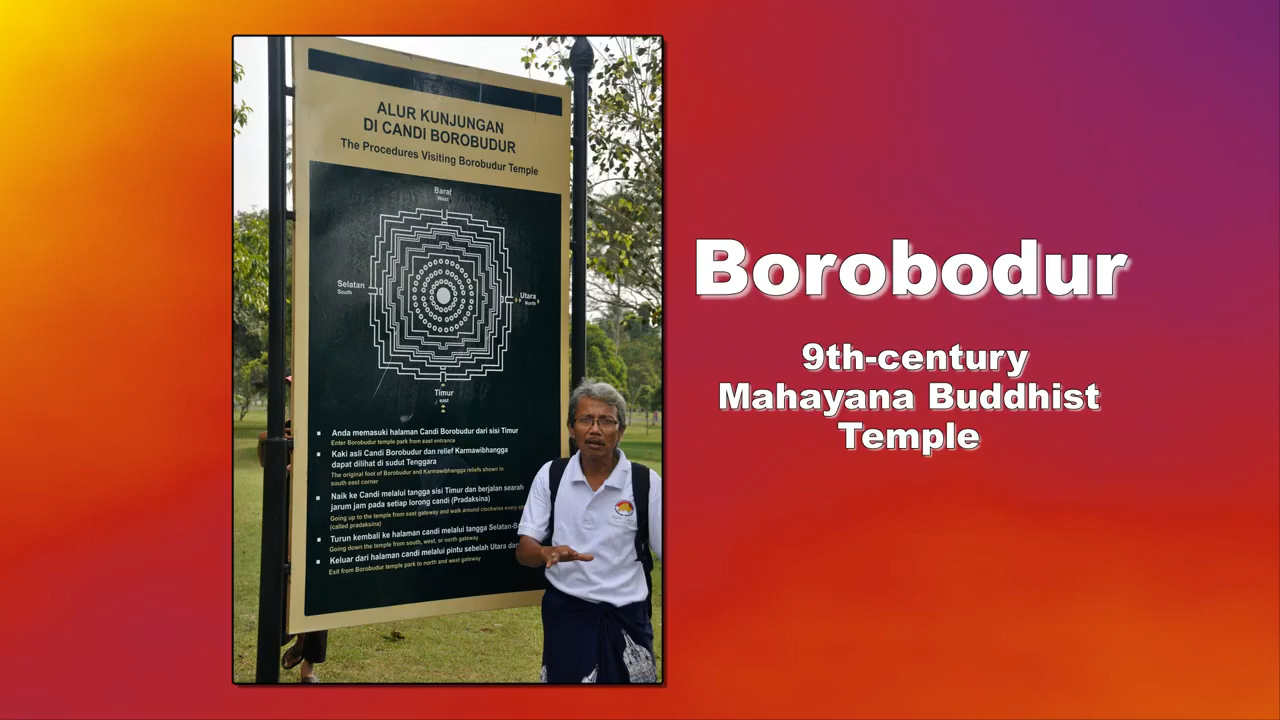 ALUR KUNJUNGAN
DI CANDI BOROBUDUR
The Procedures Visiting Borobudur Temple
Barat
West
Selatan
South
Utara
North
Timur
east
Anda memasuki halaman Candi Borobudur dari sisi Timur
Enter Borobudur temple park from east entrance
Kaki asli Candi Borobudur dan relief Karmawibhangga
dapat dilihat di sudut Tenggara
The original foot of Borobudur and Karmawibhangga reliefs shown in
south east corner
Naik ke Candi melalui tangga sisi Timur dan berjalan searah
jarum jam pada setiap lorong candi (Pradaksina)
Going up to the temple from east gateway and walk around clockwise every
(called pradaksina)
Turun kembali ke halaman candi melalui tangga Selatan-B
Going down the temple from south, west, or north gateway
Keluar dari halaman candi melalui pintu sebelah Utara dan
Exit from Borobudur temple park to north and west gateway
Borobodur
9th-century
Mahayana Buddhist
Temple